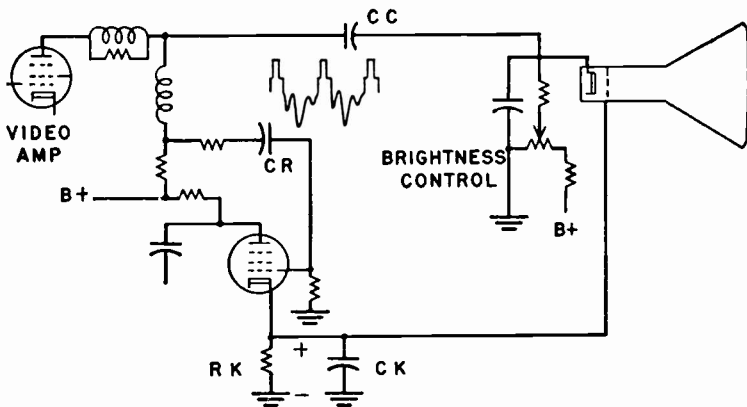 CC
VIDEO
AMP
CR
BRIGHTNESS
CONTROL
B+
B+
+
RK
CK
-